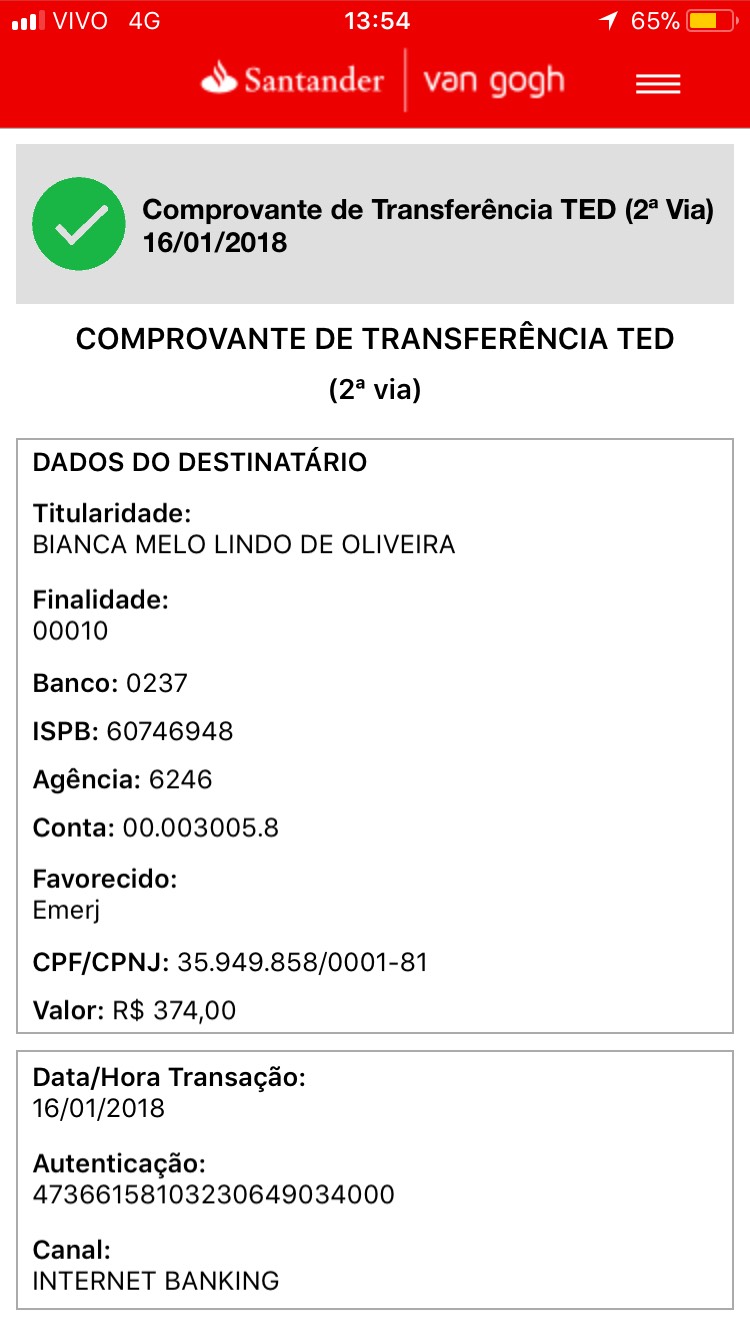 VIVO 4G 13:54 65%
Santander van gogh
Comprovante de Transferência TED (2ª Via)
16/01/2018
COMPROVANTE DE TRANSFERÊNCIA TED
(2ª via)
DADOS DO DESTINATÁRIO
Titularidade:
BIANCA MELO LINDO DE OLIVEIRA
Finalidade:
00010
Banco: 0237
ISPB: 60746948
Agência: 6246
Conta: 00.003005.8
Favorecido:
Emerj
CPF/CPNJ: 35.949.858/0001-81
Valor: R$ 374,00
Data/Hora Transação:
16/01/2018
Autenticação:
47366158103230649034000
Canal:
INTERNET BANKING